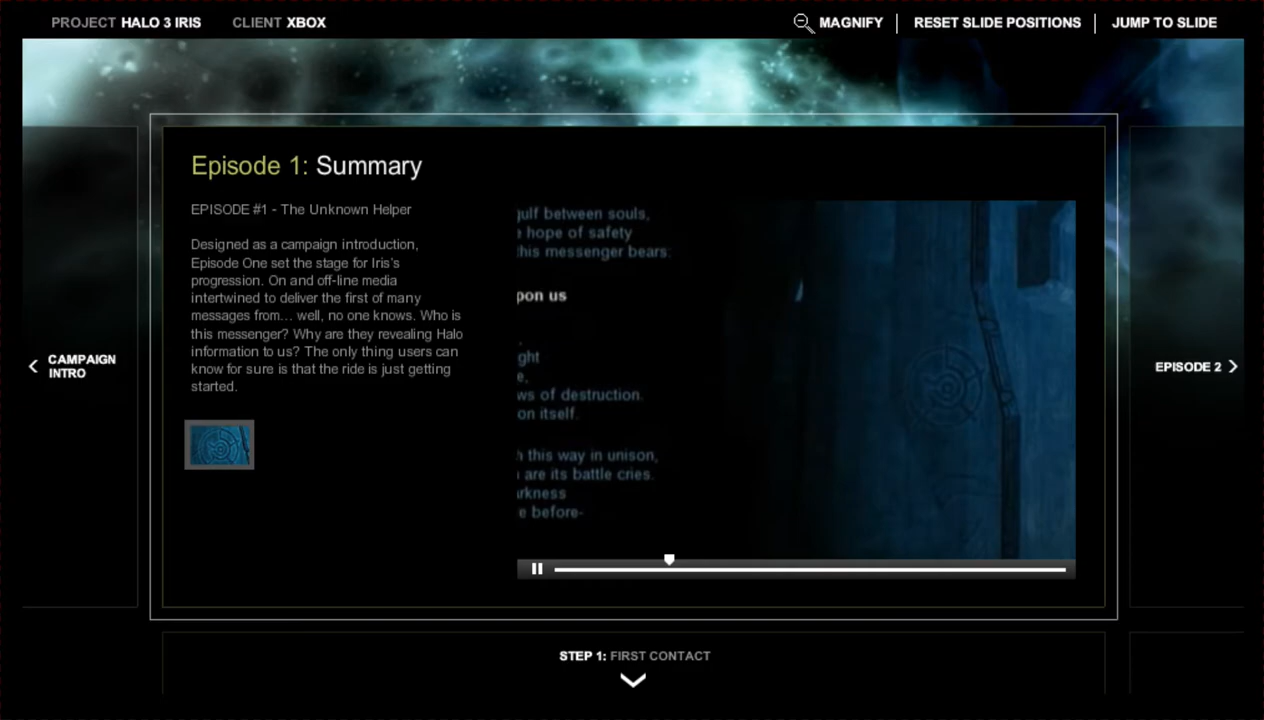 PROJECT HALO 3 IRIS CLIENT XBOX MAGNIFY RESET SLIDE POSITIONS JUMP TO SLIDE
Episode 1: Summary
EPISODE #1 - The Unknown Helper
Designed as a campaign introduction,
Episode One set the stage for Iris's
progression. On and off-line media
intertwined to deliver the first of many
messages from... well, no one knows. Who is
this messenger? Why are they revealing Halo
information to us? The only thing users can
know for sure is that the ride is just getting
started.
between souls,
hope of safety
this messenger bears:
upon us
of destruction.
on itself.
this way in unison,
are its battle cries.
before-
CAMPAIGN
INTRO
EPISODE 2
STEP 1: FIRST CONTACT